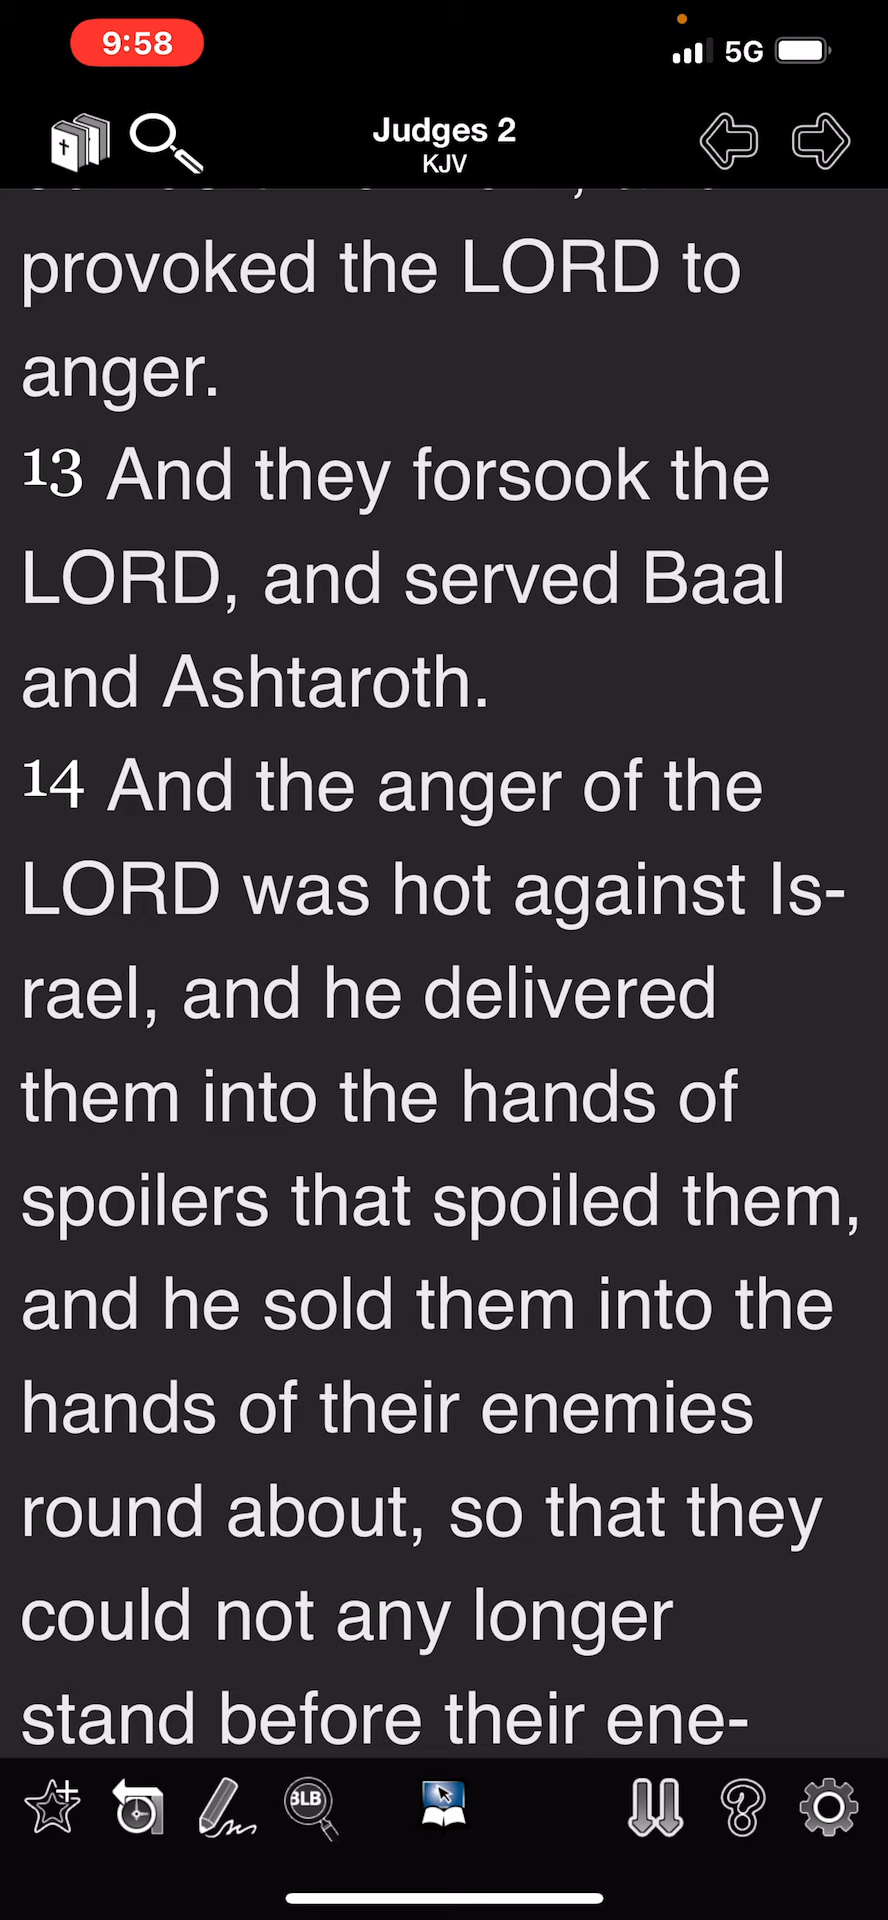 9:58
5G
Judges 2
KJV
provoked the LORD to
anger.
13 And they forsook the
LORD, and served Baal
and Ashtaroth.
14 And the anger of the
LORD was hot against Is-
rael, and he delivered
them into the hands of
spoilers that spoiled them,
and he sold them into the
hands of their enemies
round about, so that they
could not any longer
stand before their ene-
BLB